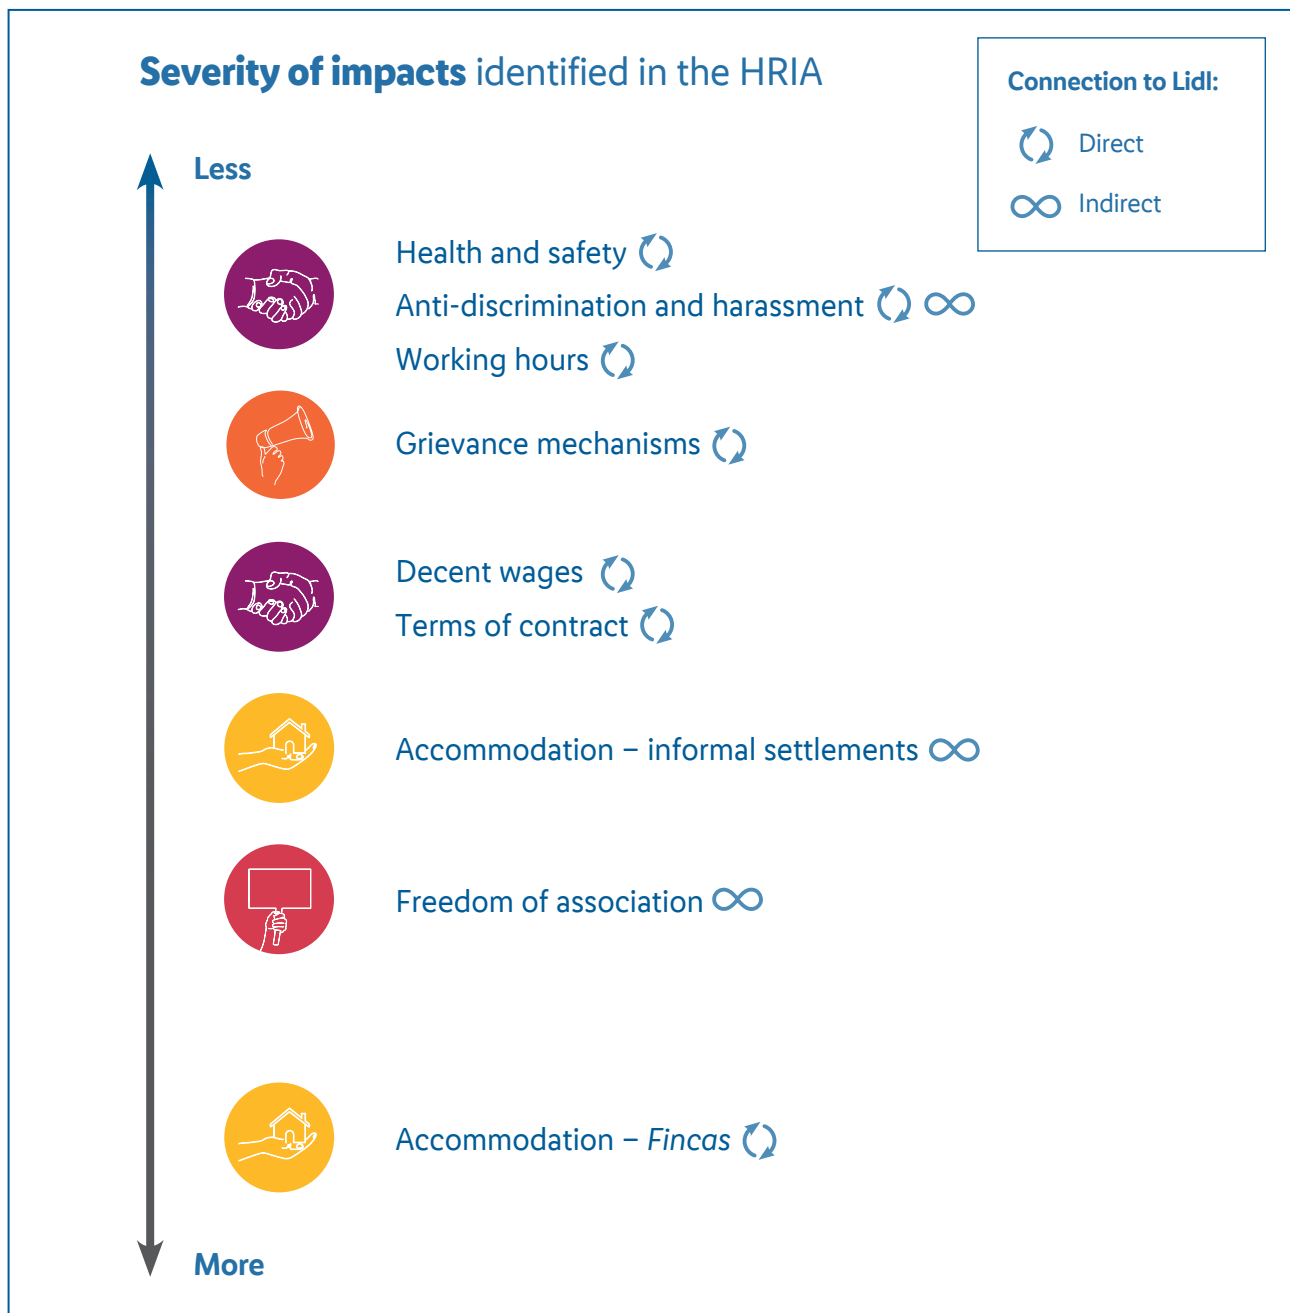 Severity of impacts identified in the HRIA
Connection to Lidl:
Direct
Indirect
Less
Health and safety
Anti-discrimination and harassment
Working hours
Grievance mechanisms
Decent wages
Terms of contract
Accommodation – informal settlements
Freedom of association
Accommodation – Fincas
More